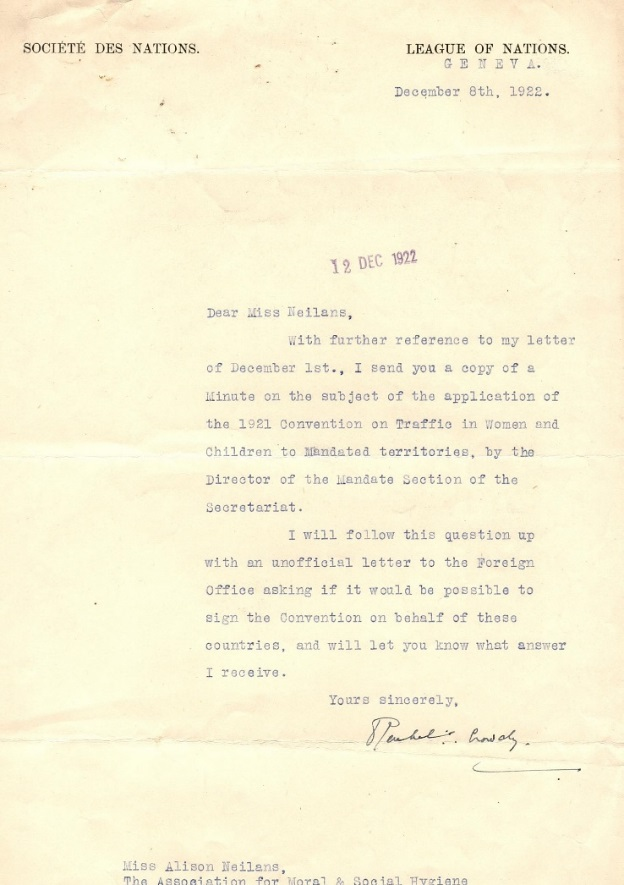 SOCIÉTÉ DES NATIONS.
LEAGUE OF NATIONS.
GENEVA.
December 8th, 1922.
12 DEC 1922
Dear Miss Neilans,
With further reference to my letter
of December 1st., I send you a copy of a
Minute on the subject of the application of
the 1921 Convention on Traffic in Women and
Children to Mandated territories, by the
Director of the Mandate Section of the
Secretariat.
I will follow this question up
with an unofficial letter to the Foreign
Office asking if it would be possible to
sign the Convention on behalf of these
countries, and will let you know what answer
I receive.
Yours sincerely,
Rachel E. Crowdy.
Miss Alison Neilans,
The Association for Moral & Social Hygiene